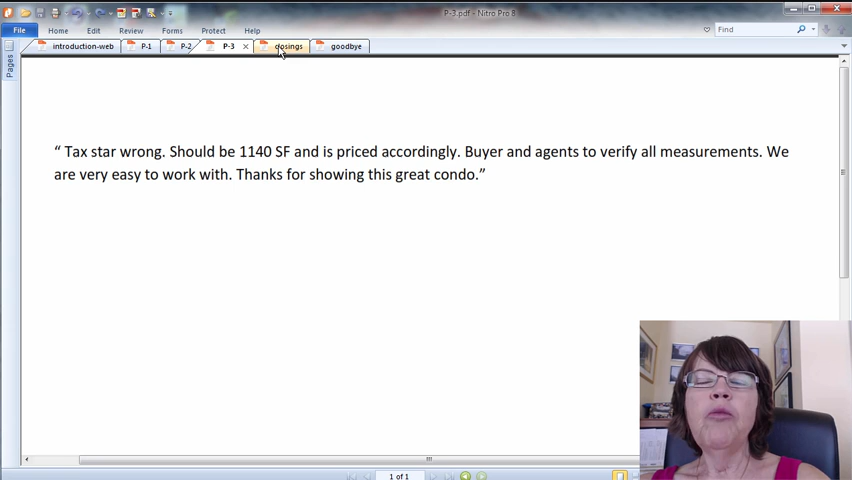 P-3.pdf - Nitro Pro 8
File Home Edit Review Forms Protect Help Find
introduction-web P-1 P-2 P-3 closings goodbye
Pages
“ Tax star wrong. Should be 1140 SF and is priced accordingly. Buyer and agents to verify all measurements. We
are very easy to work with. Thanks for showing this great condo.”
1 of 1